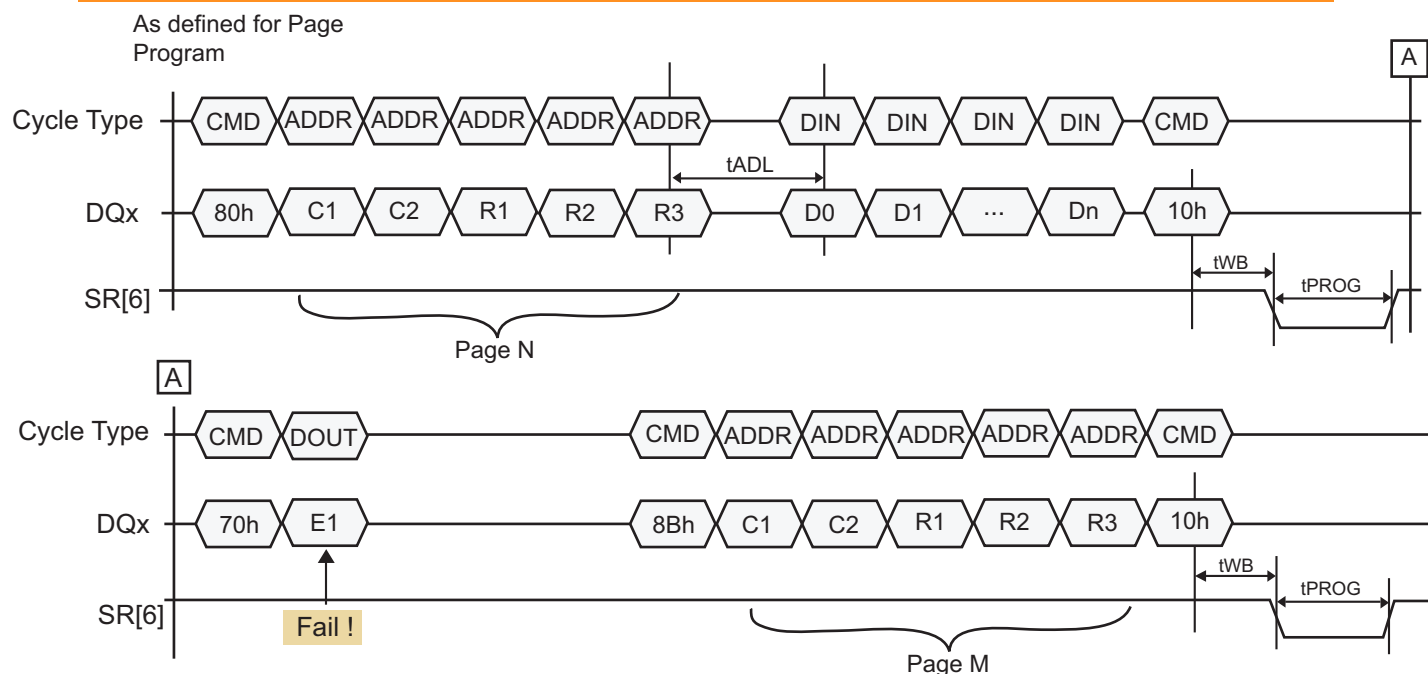 As defined for Page
Program
A
Cycle Type CMD ADDR ADDR ADDR ADDR ADDR DIN DIN DIN DIN CMD
tADL
DQx 80h C1 C2 R1 R2 R3 D0 D1 ... Dn 10h
tWB
tPROG
SR[6]
Page N
A
Cycle Type CMD DOUT CMD ADDR ADDR ADDR ADDR ADDR CMD
DQx 70h E1 8Bh C1 C2 R1 R2 R3 10h
tWB
tPROG
SR[6]
Fail !
Page M